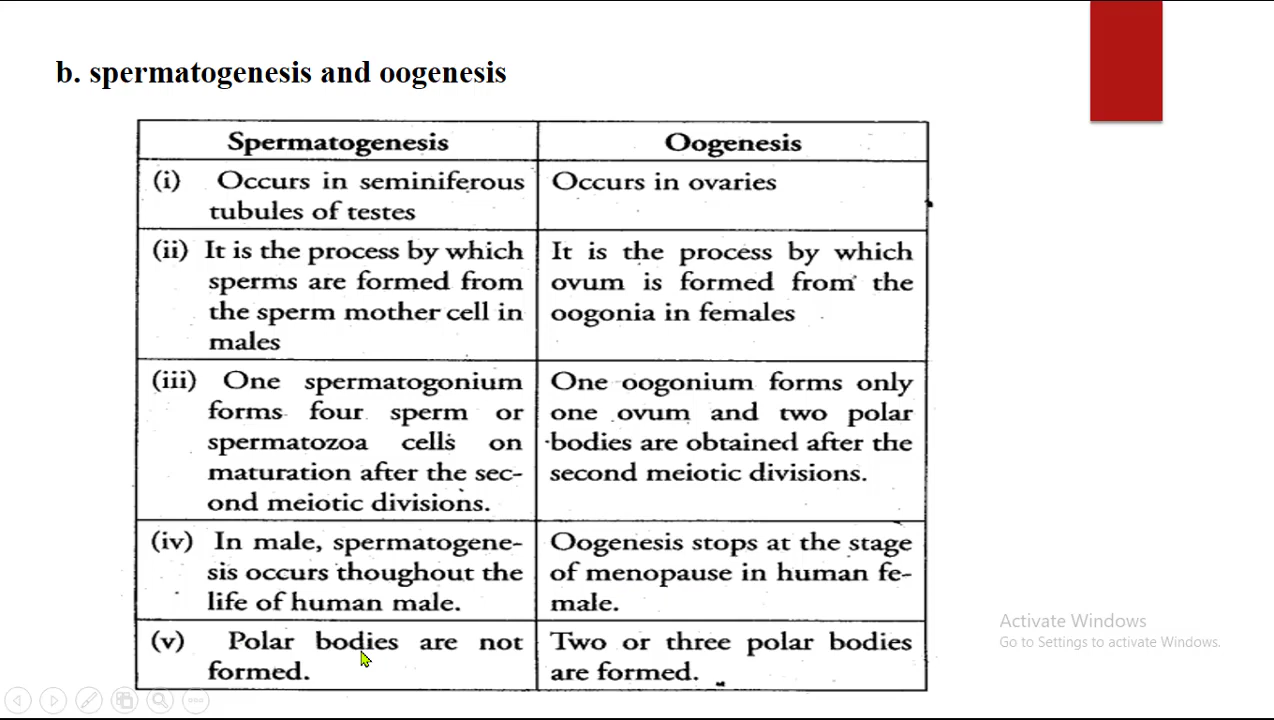 b. spermatogenesis and oogenesis
Spermatogenesis
Oogenesis
(i) Occurs in seminiferous
tubules of testes
Occurs in ovaries
(ii) It is the process by which
sperms are formed from
the sperm mother cell in
males
It is the process by which
ovum is formed from the
oogonia in females
(iii) One spermatogonium
forms four sperm or
spermatozoa cells on
maturation after the sec-
ond meiotic divisions.
One oogonium forms only
one ovum and two polar
bodies are obtained after the
second meiotic divisions.
(iv) In male, spermatogene-
sis occurs thoughout the
life of human male.
Oogenesis stops at the stage
of menopause in human fe-
male.
(v) Polar bodies are not
formed.
Two or three polar bodies
are formed.
Activate Windows
Go to Settings to activate Windows.